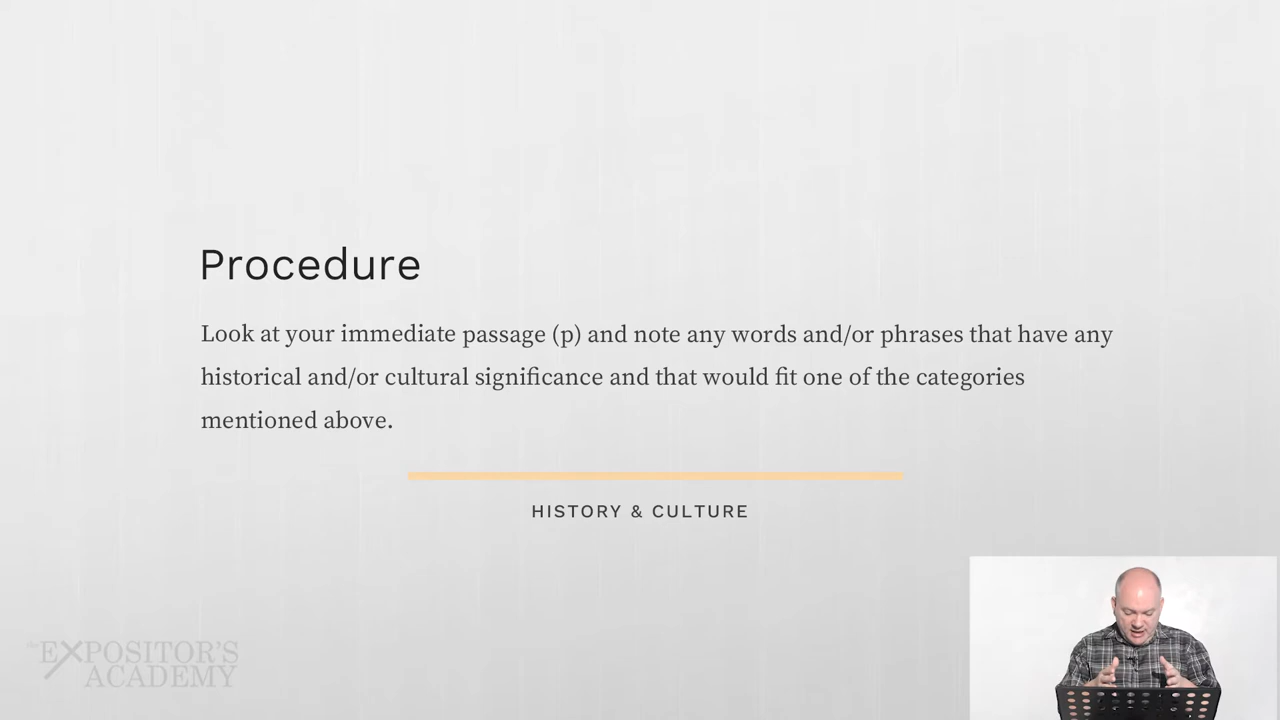 Procedure
Look at your immediate passage (p) and note any words and/or phrases that have any
historical and/or cultural significance and that would fit one of the categories
mentioned above.
HISTORY & CULTURE
the EXPOSITOR'S
ACADEMY